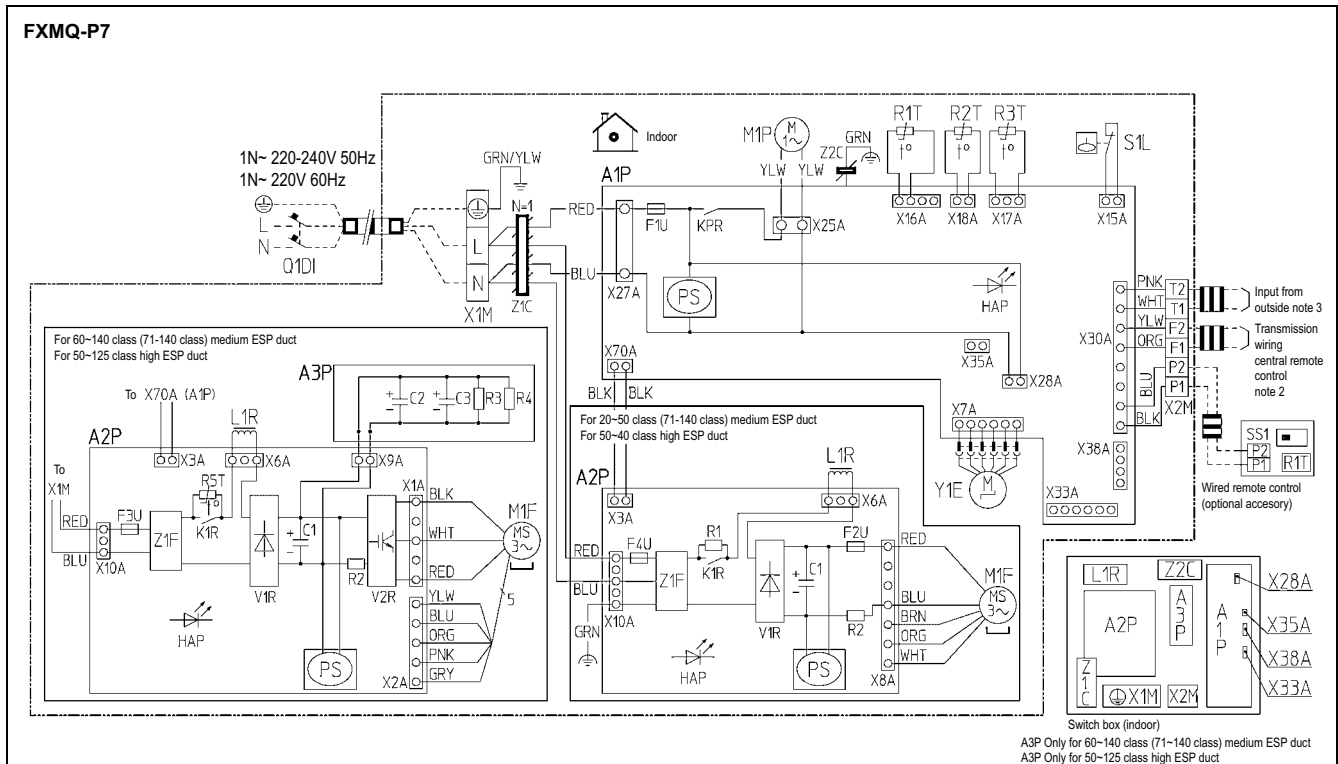 FXMQ-P7
1N~ 220-240V 50Hz
1N~ 220V 60Hz
L
N
Q1DI
GRN/YLW
L
N
X1M
N=1
Z1C
RED
BLU
Indoor
A1P
X27A
F1U
KPR
PS
M1P
M
1~
YLW
YLW
X25A
Z2C
GRN
HAP
R1T
R2T
R3T
t°
t°
t°
X16A
X18A
X17A
S1L
X15A
X35A
X28A
X70A
BLK
BLK
X30A
PNK
WHT
YLW
ORG
BLU
BLK
T2
T1
F2
F1
P2
P1
X2M
Input from
outside note 3
Transmission
wiring
central remote
control
note 2
SS1
P2
P1
R1T
Wired remote control
(optional accesory)
X7A
Y1E
M
X38A
X33A
For 60~140 class (71-140 class) medium ESP duct
For 50~125 class high ESP duct
To X70A (A1P)
A3P
C2
C3
R3
R4
+
-
+
-
L1R
A2P
X3A
X6A
X9A
To
X1M
RED
BLU
X10A
F3U
Z1F
R5T
t°
K1R
V1R
C1
+
-
R2
V2R
HAP
PS
X1A
BLK
WHT
RED
M1F
MS
3~
5
YLW
BLU
ORG
PNK
GRY
X2A
For 20~50 class (71-140 class) medium ESP duct
For 50~40 class high ESP duct
A2P
L1R
X3A
X6A
RED
BLU
GRN
X10A
F4U
Z1F
R1
K1R
V1R
C1
+
-
F2U
R2
HAP
PS
X8A
RED
BLU
BRN
ORG
WHT
M1F
MS
3~
L1R
Z2C
A2P
A3P
A1P
Z1C
X1M
X2M
X28A
X35A
X38A
X33A
Switch box (indoor)
A3P Only for 60~140 class (71~140 class) medium ESP duct
A3P Only for 50~125 class high ESP duct